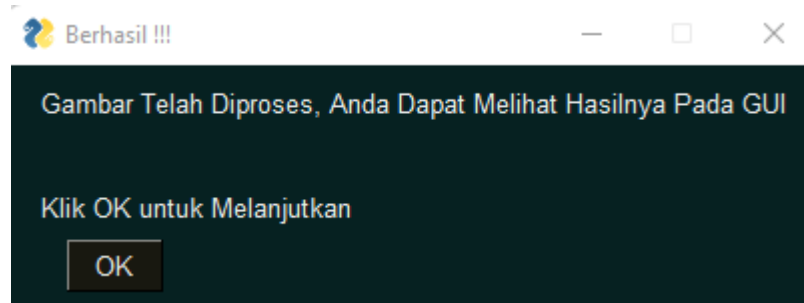 Berhasil !!!
Gambar Telah Diproses, Anda Dapat Melihat Hasilnya Pada GUI
Klik OK untuk Melanjutkan
OK